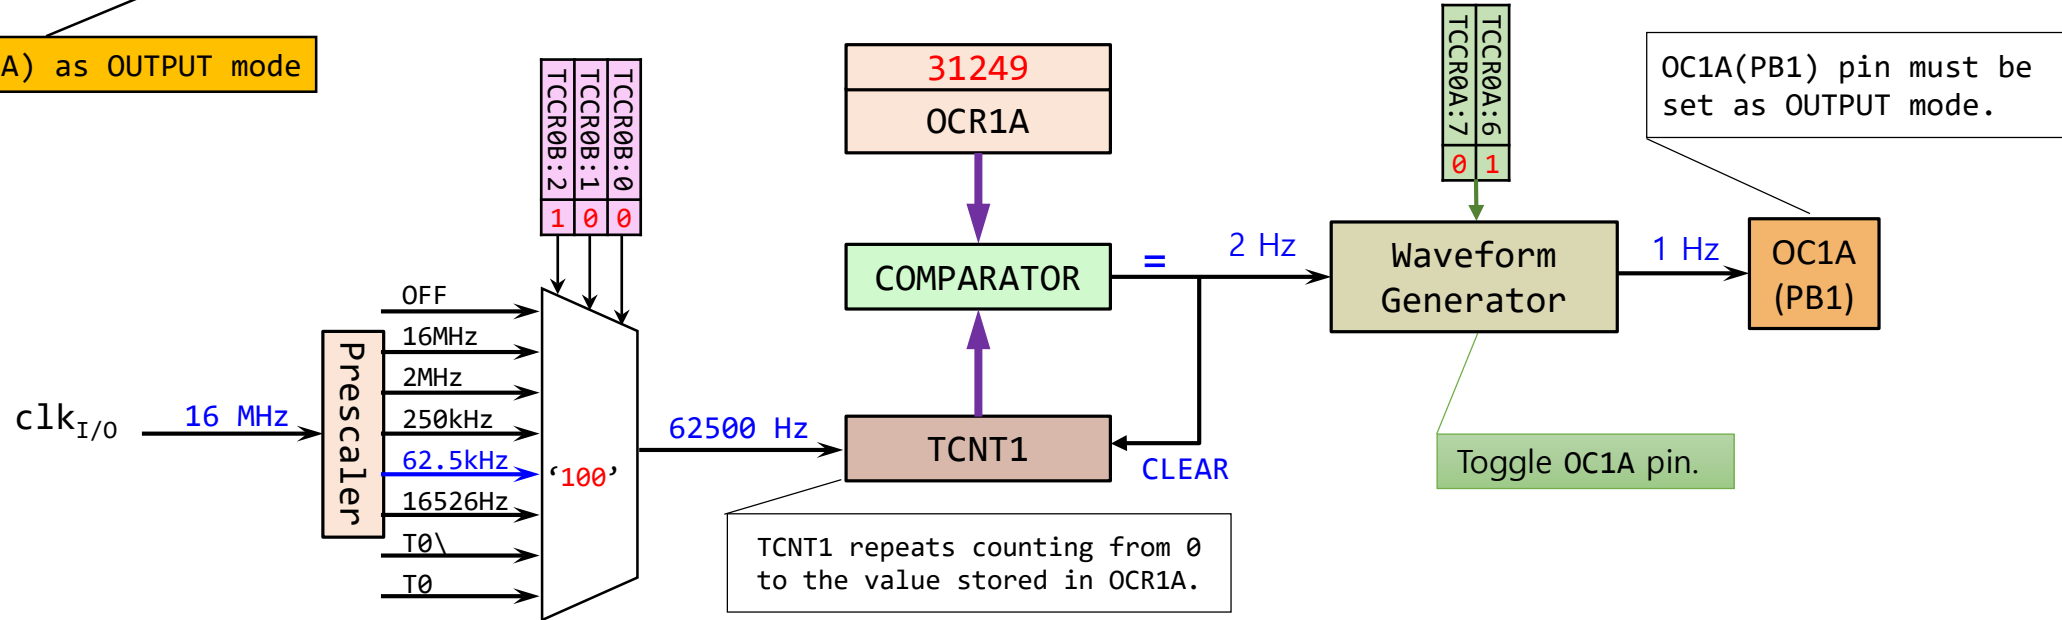 A) as OUTPUT mode
TCCR0B:2
TCCR0B:1
TCCR0B:0
1 0 0
31249
OCR1A
TCCR0A:7
TCCR0A:6
0 1
OC1A(PB1) pin must be
set as OUTPUT mode.
COMPARATOR
=
2 Hz
Waveform
Generator
1 Hz
OC1A
(PB1)
clkI/O
16 MHz
Prescaler
OFF
16MHz
2MHz
250kHz
62.5kHz
16526Hz
T0\
T0
‘100’
62500 Hz
TCNT1
CLEAR
Toggle OC1A pin.
TCNT1 repeats counting from 0
to the value stored in OCR1A.